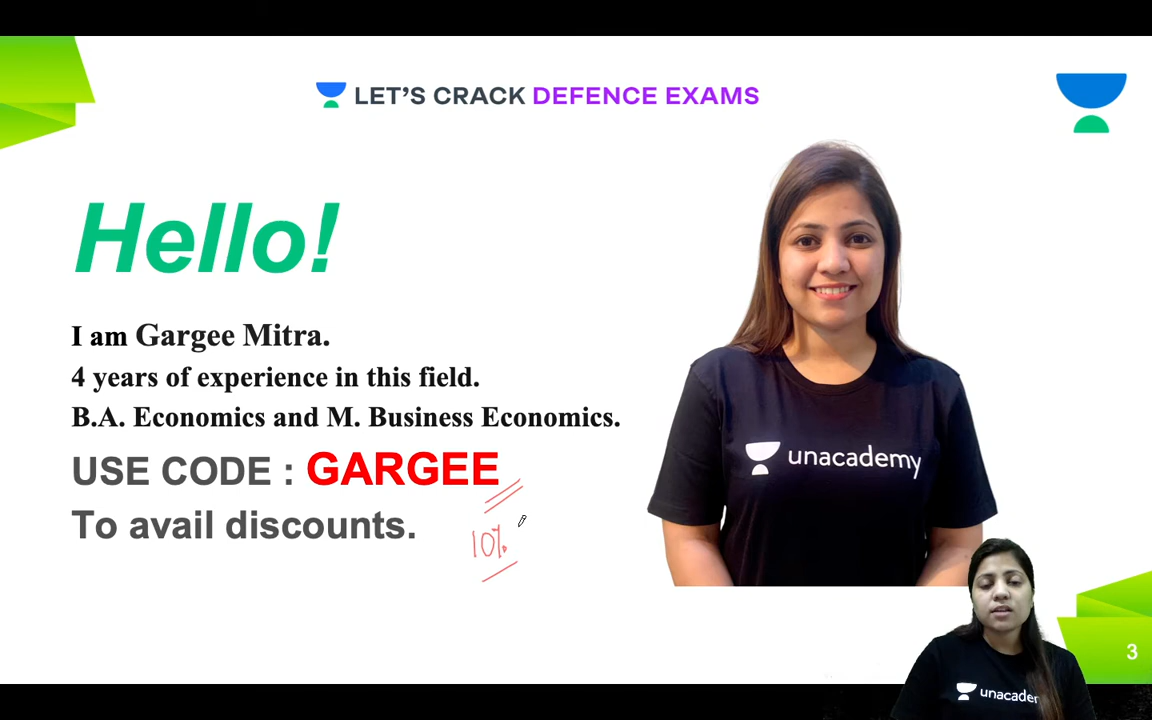 LET'S CRACK DEFENCE EXAMS
Hello!
I am Gargee Mitra.
4 years of experience in this field.
B.A. Economics and M. Business Economics.
USE CODE : GARGEE
To avail discounts.
10%
unacademy
unacadem
3